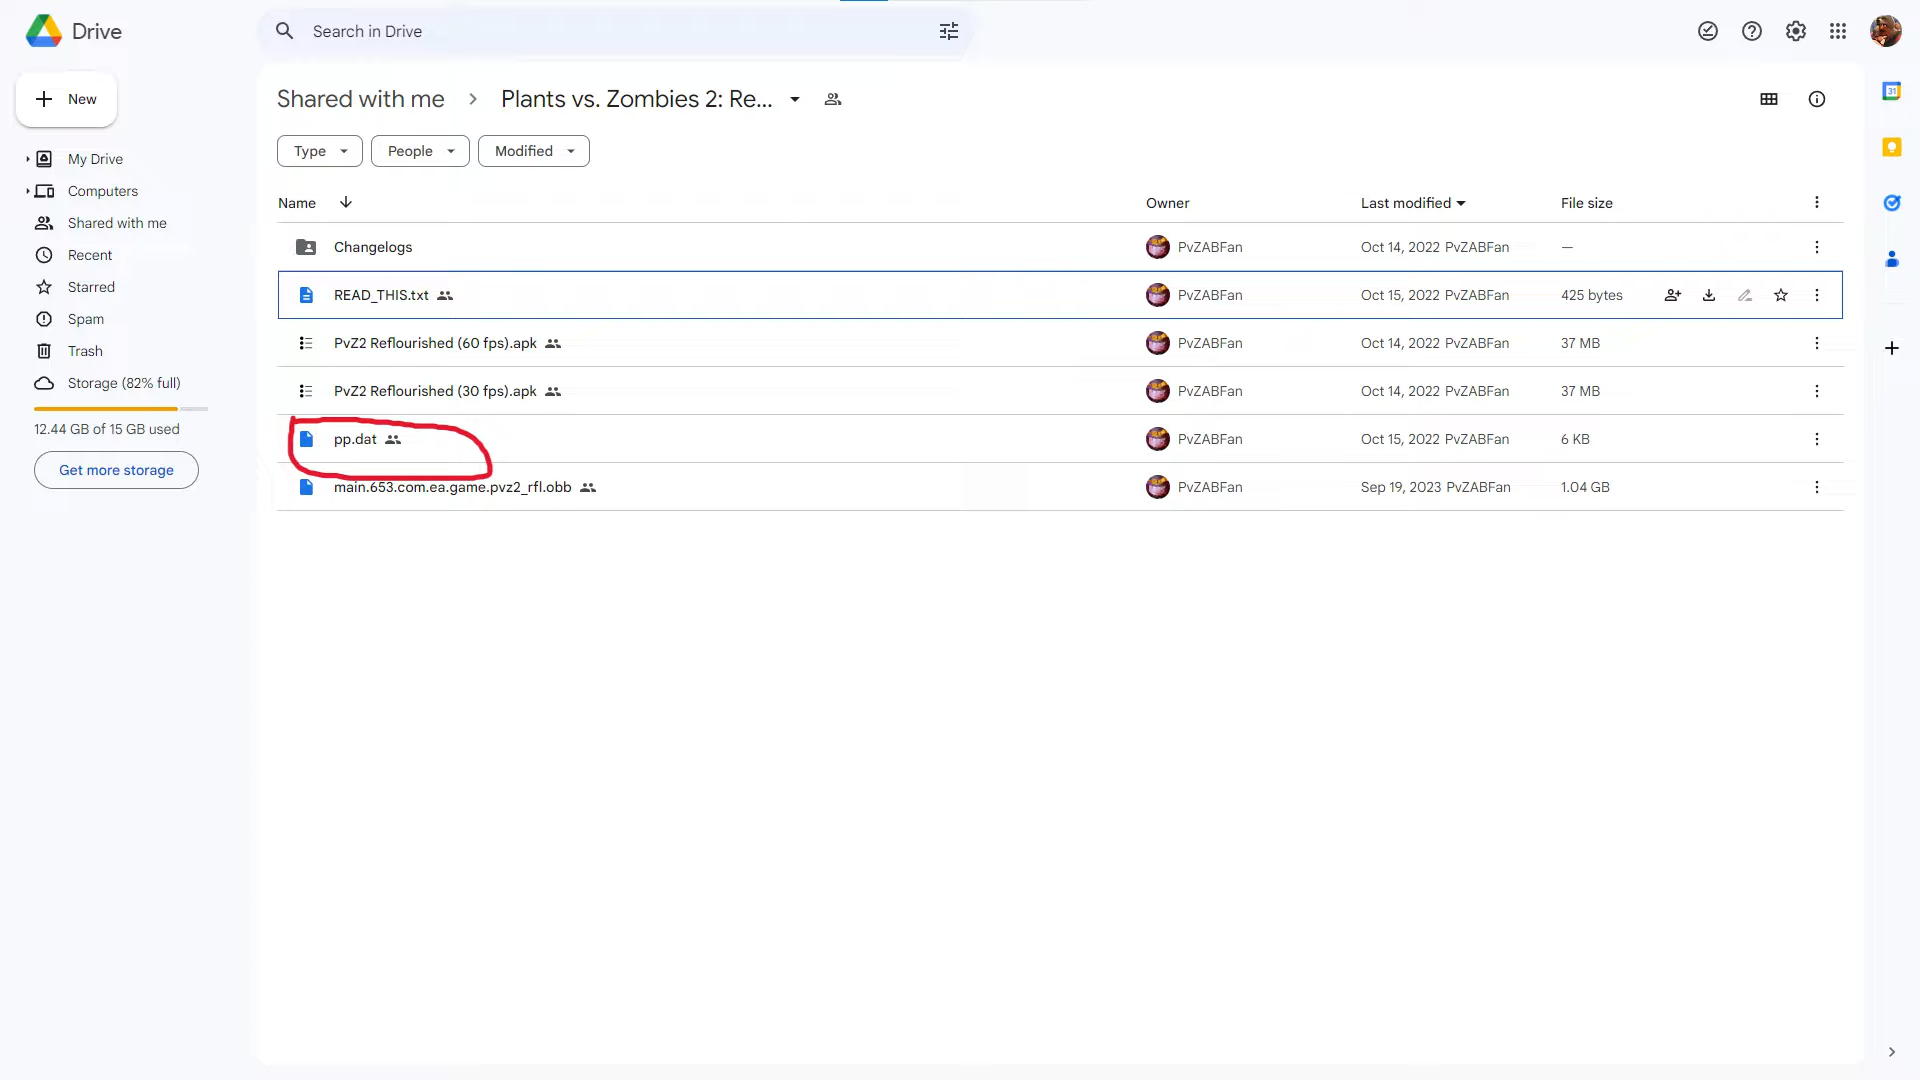 Drive
Search in Drive
New
My Drive
Computers
Shared with me
Recent
Starred
Spam
Trash
Storage (82% full)
12.44 GB of 15 GB used
Get more storage
Shared with me
Plants vs. Zombies 2: Re...
Type
People
Modified
Name Owner Last modified File size
Changelogs PvZABFan Oct 14, 2022 PvZABFan —
READ_THIS.txt PvZABFan Oct 15, 2022 PvZABFan 425 bytes
PvZ2 Reflourished (60 fps).apk PvZABFan Oct 14, 2022 PvZABFan 37 MB
PvZ2 Reflourished (30 fps).apk PvZABFan Oct 14, 2022 PvZABFan 37 MB
pp.dat PvZABFan Oct 15, 2022 PvZABFan 6 KB
main.653.com.ea.game.pvz2_rfl.obb PvZABFan Sep 19, 2023 PvZABFan 1.04 GB
31